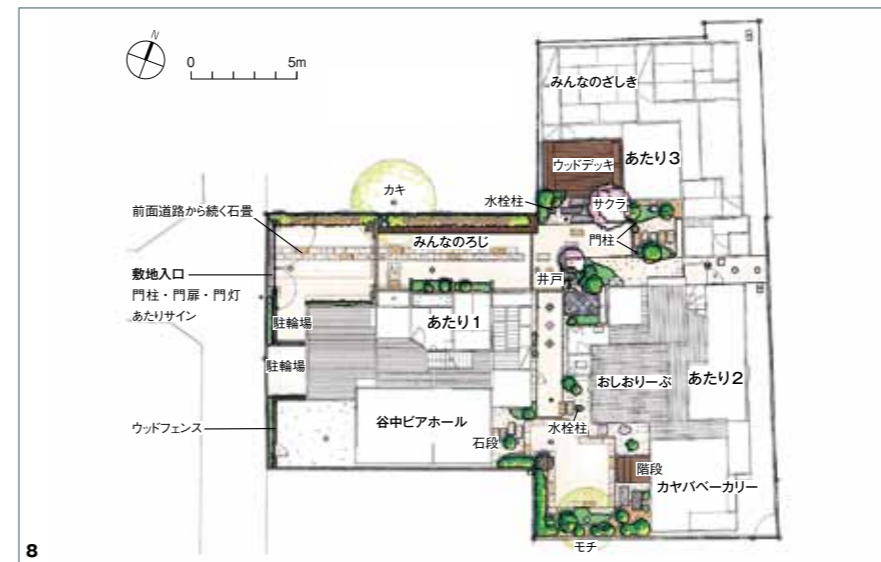 N
0 5m
みんなのざしき
ウッドデッキ
あたり3
カキ
水栓柱
サクラ
前面道路から続く石畳
みんなのろじ
門柱
敷地入口
井戸
門柱・門扉・門灯
あたりサイン
駐輪場
あたり1
駐輪場
おしおりーぶ
あたり2
ウッドフェンス
谷中ビアホール
水栓柱
石段
階段
カヤバベーカリー
モチ
8